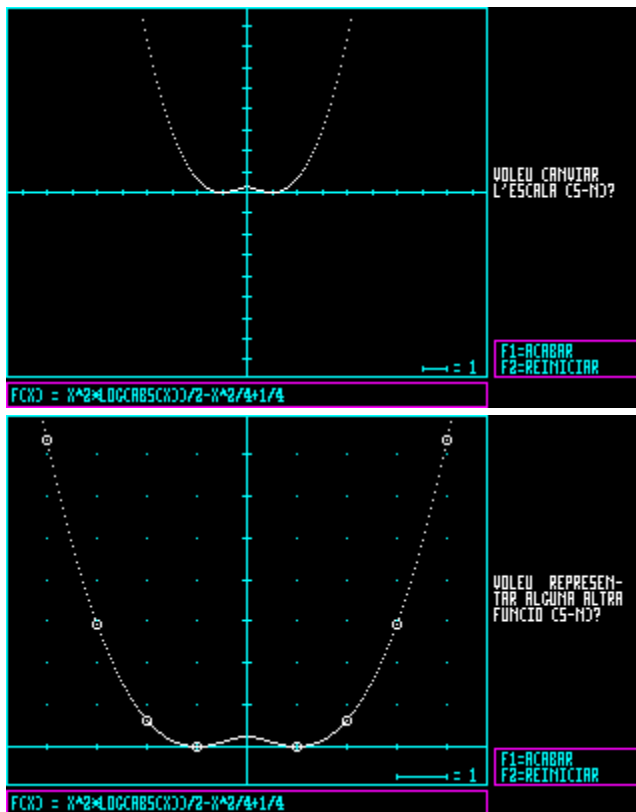 VOLEU CANVIAR
L'ESCALA (S-N)?
F1=ACABAR
F2=REINICIAR
= 1
F(X) = X^2*LOG(ABS(X))/2-X^2/4+1/4
VOLEU REPRESEN-
TAR ALGUNA ALTRA
FUNCIO (S-N)?
F1=ACABAR
F2=REINICIAR
= 1
F(X) = X^2*LOG(ABS(X))/2-X^2/4+1/4